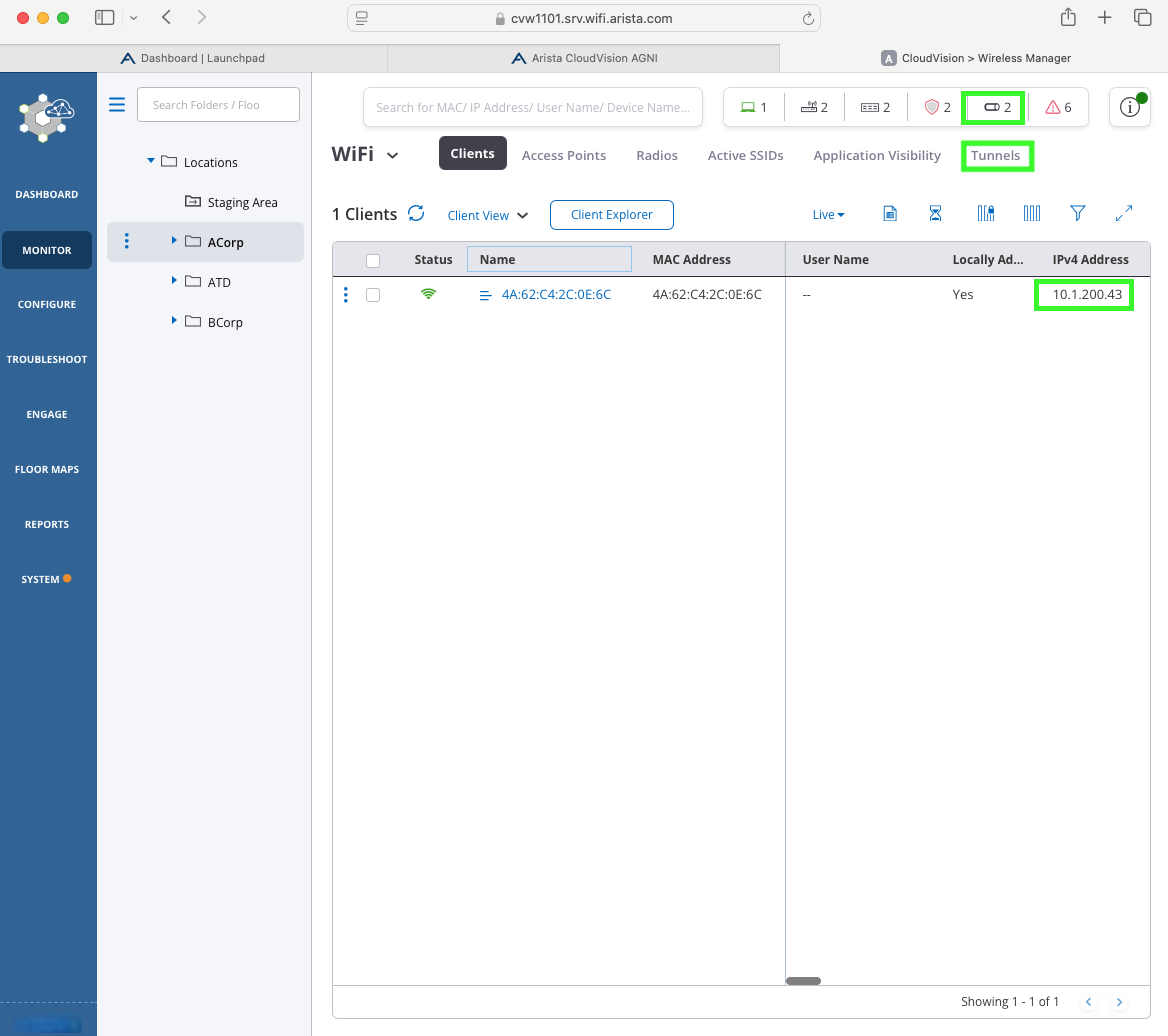 cvw1101.srv.wifi.arista.com
Dashboard | Launchpad
Arista CloudVision AGNI
A
CloudVision > Wireless Manager
DASHBOARD
MONITOR
CONFIGURE
TROUBLESHOOT
ENGAGE
FLOOR MAPS
REPORTS
SYSTEM
Search Folders / Floo
Locations
Staging Area
ACorp
ATD
BCorp
Search for MAC/ IP Address/ User Name/ Device Name...
1
2
2
2
2
6
WiFi
Clients
Access Points
Radios
Active SSIDs
Application Visibility
Tunnels
1 Clients
Client View
Client Explorer
Live
Status Name MAC Address User Name Locally Ad... IPv4 Address
4A:62:C4:2C:0E:6C 4A:62:C4:2C:0E:6C -- Yes 10.1.200.43
Showing 1 - 1 of 1